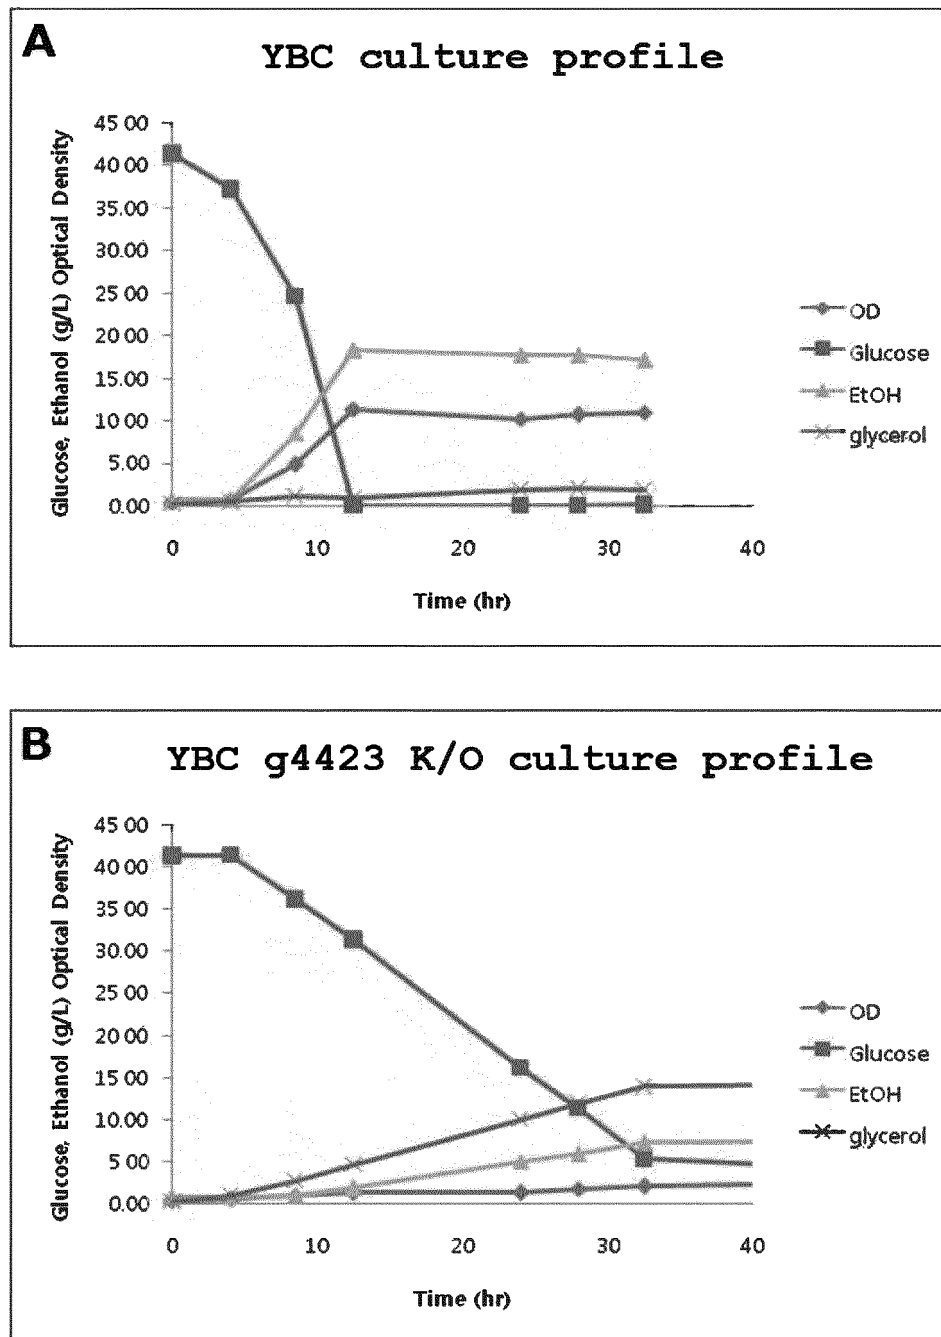 A
YBC culture profile
Glucose, Ethanol (g/L) Optical Density
45 00
40 00
35.00
30 00
25 00
20 00
15.00
10 00
5.00
0.00
0 10 20 30 40
Time (hr)
OD
Glucose
EtOH
glycerol
B
YBC g4423 K/O culture profile
Glucose, Ethanol (g/L) Optical Density
45 00
40 00
35 00
30 00
25 00
20 00
15 00
10 00
5 00
0.00
0 10 20 30 40
Time (hr)
OD
Glucose
EtOH
glycerol